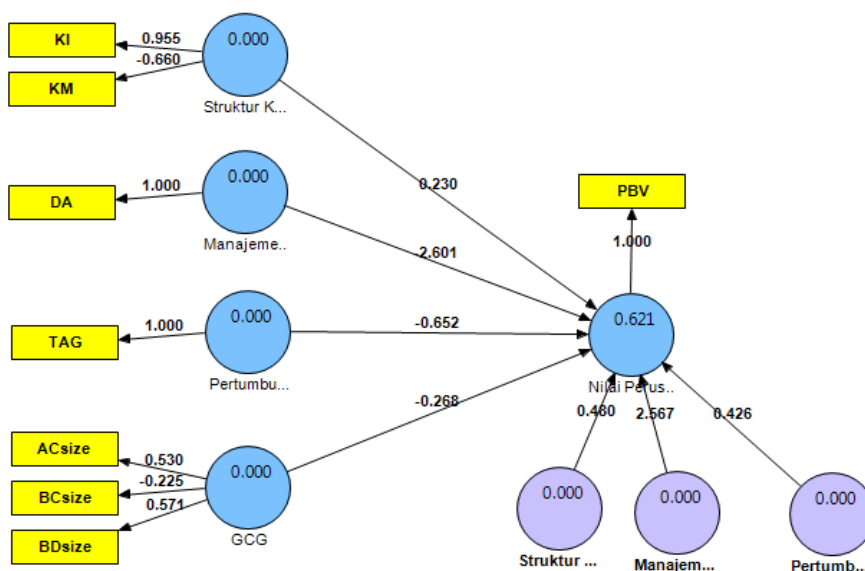 KI
0.955
-0.660
KM
0.000
Struktur K...
0.230
DA
1.000
0.000
Manajeme..
-2.601
TAG
1.000
0.000
Pertumbu...
-0.652
ACsize
0.530
BCsize
-0.225
BDsize
0.571
0.000
GCG
-0.268
PBV
1.000
0.621
Nilai Perus..
0.480
2.567
0.426
0.000
Struktur ...
0.000
Manajem...
0.000
Pertumb...